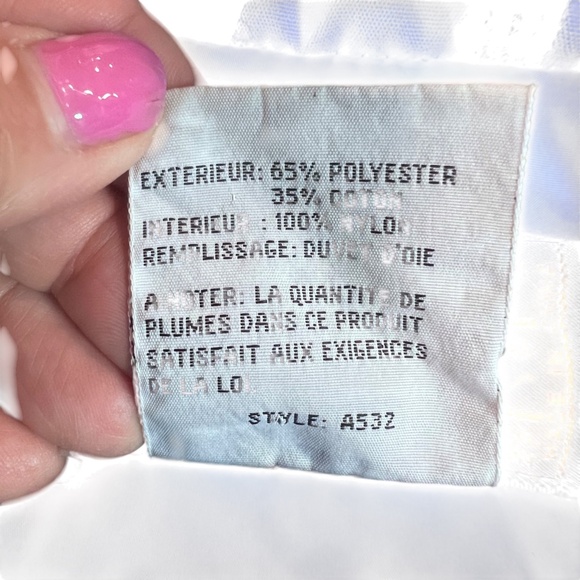 EXTERIEUR: 65% POLYESTER
35% COTON
INTERIEUR : 100% NYLON
REMPLISSAGE: DUVET D'OIE
A NOTER: LA QUANTITE DE
PLUMES DANS CE PRODUIT
SATISFAIT AUX EXIGENCES
DE LA LOI
STYLE: A532